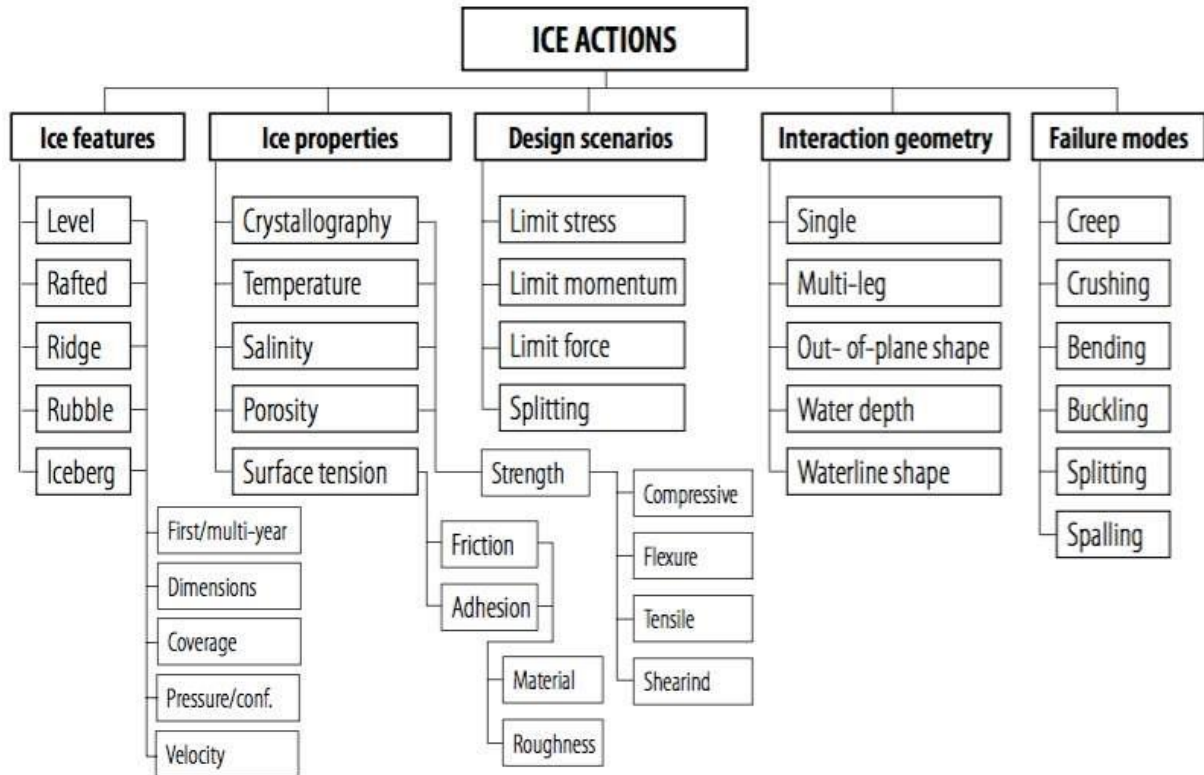 ICE ACTIONS
Ice features
Ice properties
Design scenarios
Interaction geometry
Failure modes
Level
Rafted
Ridge
Rubble
Iceberg
First/multi-year
Dimensions
Coverage
Pressure/conf.
Velocity
Crystallography
Temperature
Salinity
Porosity
Surface tension
Friction
Adhesion
Material
Roughness
Strength
Compressive
Flexure
Tensile
Shearind
Limit stress
Limit momentum
Limit force
Splitting
Single
Multi-leg
Out- of-plane shape
Water depth
Waterline shape
Creep
Crushing
Bending
Buckling
Splitting
Spalling